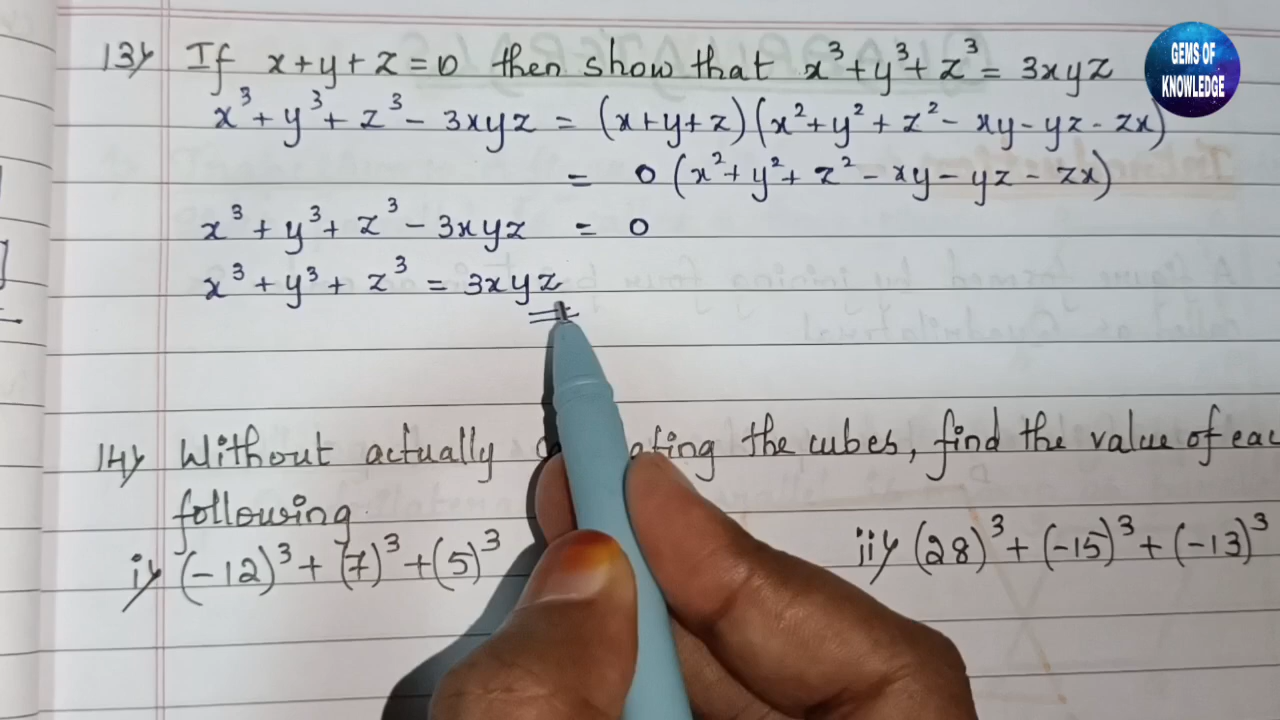 GEMS OF
KNOWLEDGE
13) If x+y+z=0 then show that x³+y³+z³ = 3xyz
x³+y³+z³-3xyz = (x+y+z)(x²+y²+z²-xy-yz-zx)
= 0(x²+y²+z²-xy-yz-zx)
x³+y³+z³-3xyz = 0
x³+y³+z³ = 3xyz
14) Without actually the cubes, find the value of
following
i) (-12)³+(7)³+(5)³ ii) (28)³+(-15)³+(-13)³